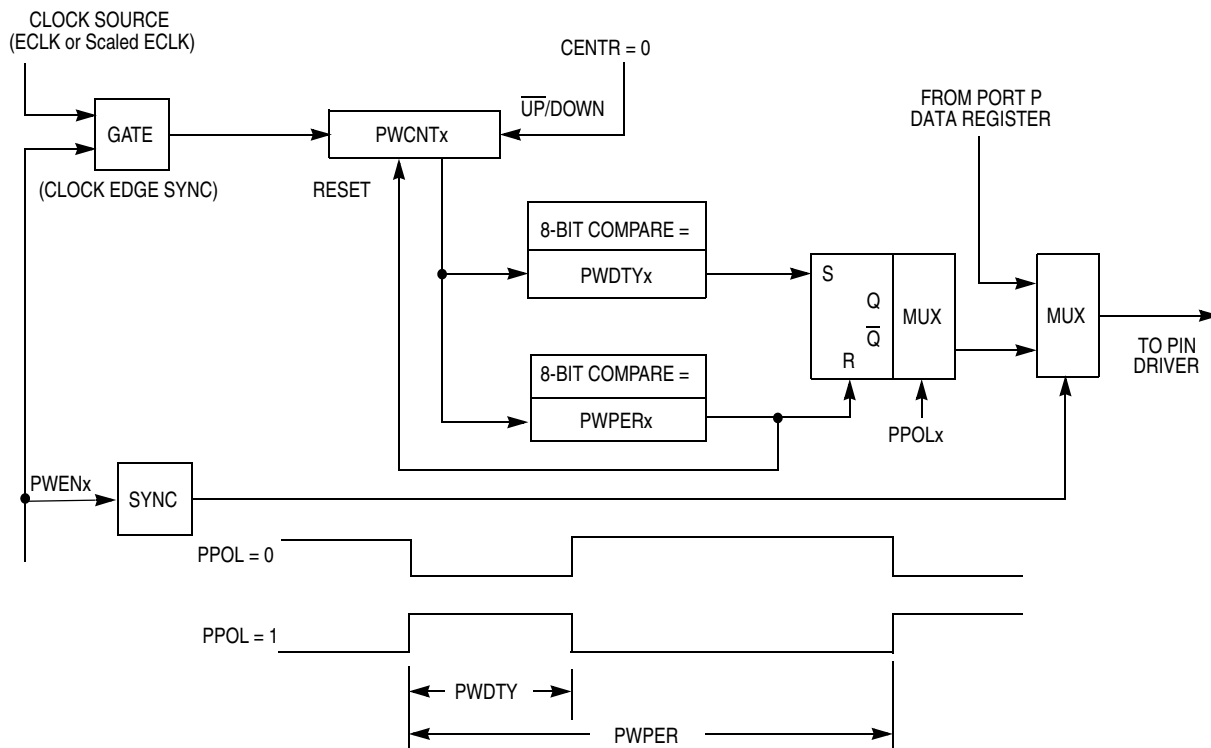 CLOCK SOURCE
(ECLK or Scaled ECLK)
CENTR = 0
U̅P̅/DOWN
FROM PORT P
DATA REGISTER
GATE
PWCNTx
(CLOCK EDGE SYNC)
RESET
8-BIT COMPARE =
PWDTYx
S
Q
Q̅
R
MUX
MUX
TO PIN
DRIVER
8-BIT COMPARE =
PWPERx
PPOLx
PWENx
SYNC
PPOL = 0
PPOL = 1
PWDTY
PWPER